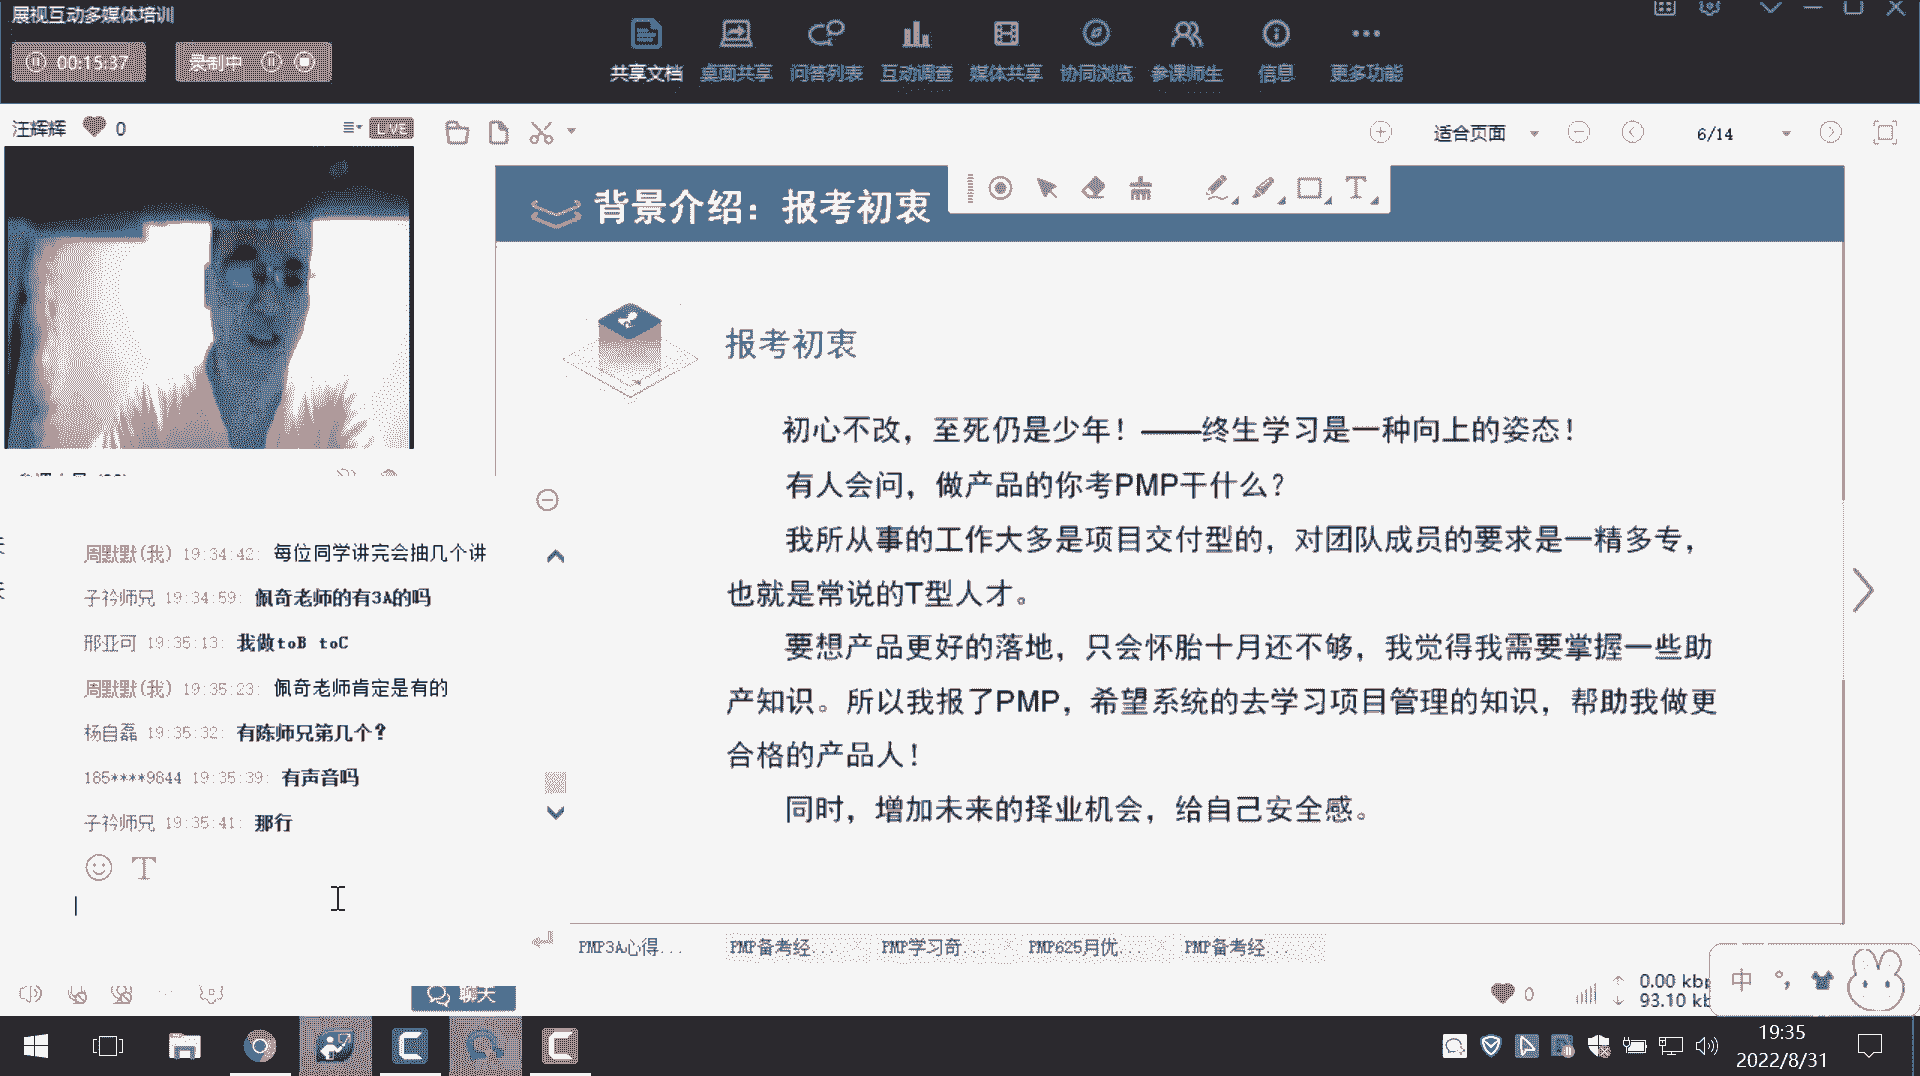 展视互动多媒体培训
00:15:37
录制中
共享文档
桌面共享
问答列表
互动调查
媒体共享
协同浏览
参课师生
信息
更多功能
汪辉辉
0
LIVE
适合页面
6/14
背景介绍：报考初衷
报考初衷
初心不改，至死仍是少年！——终生学习是一种向上的姿态！
有人会问，做产品的你考PMP干什么？
我所从事的工作大多是项目交付型的，对团队成员的要求是一精多专，
也就是常说的T型人才。
要想产品更好的落地，只会怀胎十月还不够，我觉得我需要掌握一些助
产知识。所以我报了PMP，希望系统的去学习项目管理的知识，帮助我做更
合格的产品人！
同时，增加未来的择业机会，给自己安全感。
周默默(我) 19:34:42: 每位同学讲完会抽几个讲
子衿师兄 19:34:59: 佩奇老师的有3A的吗
邢亚可 19:35:13: 我做toB toC
周默默(我) 19:35:23: 佩奇老师肯定是有的
杨自磊 19:35:32: 有陈师兄第几个？
185****9844 19:35:39: 有声音吗
子衿师兄 19:35:41: 那行
PMP3A心得...
PMP备考经...
PMP学习奇...
PMP625月优...
PMP备考经...
聊天
0
0.00 kb
93.10 kb
中
19:35
2022/8/31